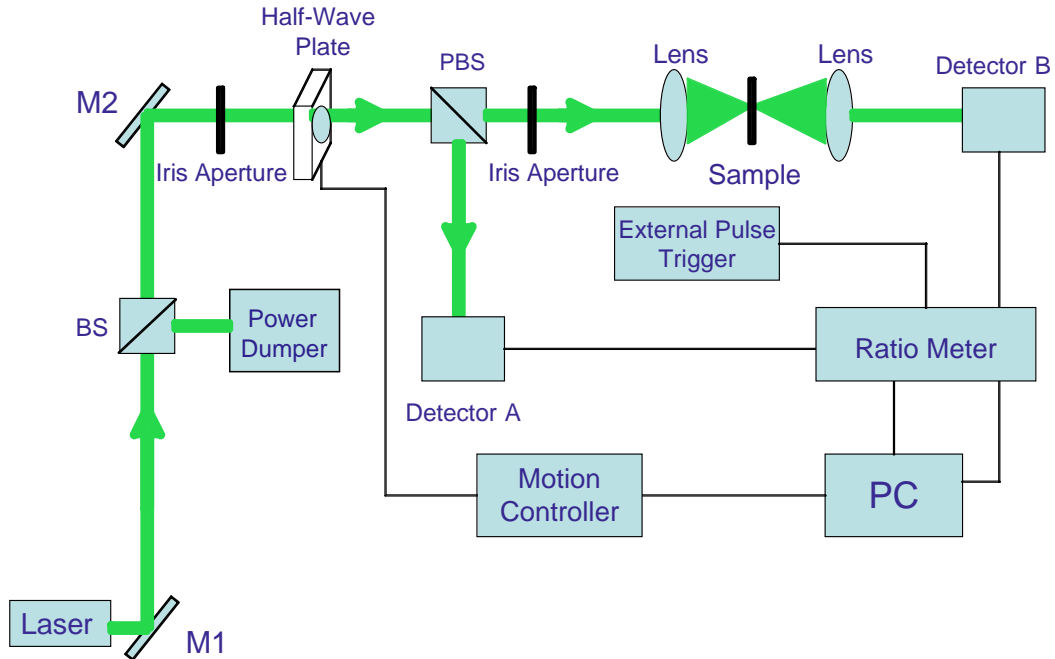 Half-Wave
Plate
PBS
Lens
Lens
Detector B
M2
Iris Aperture
Iris Aperture
Sample
External Pulse
Trigger
BS
Power
Dumper
Ratio Meter
Detector A
Motion
Controller
PC
Laser
M1